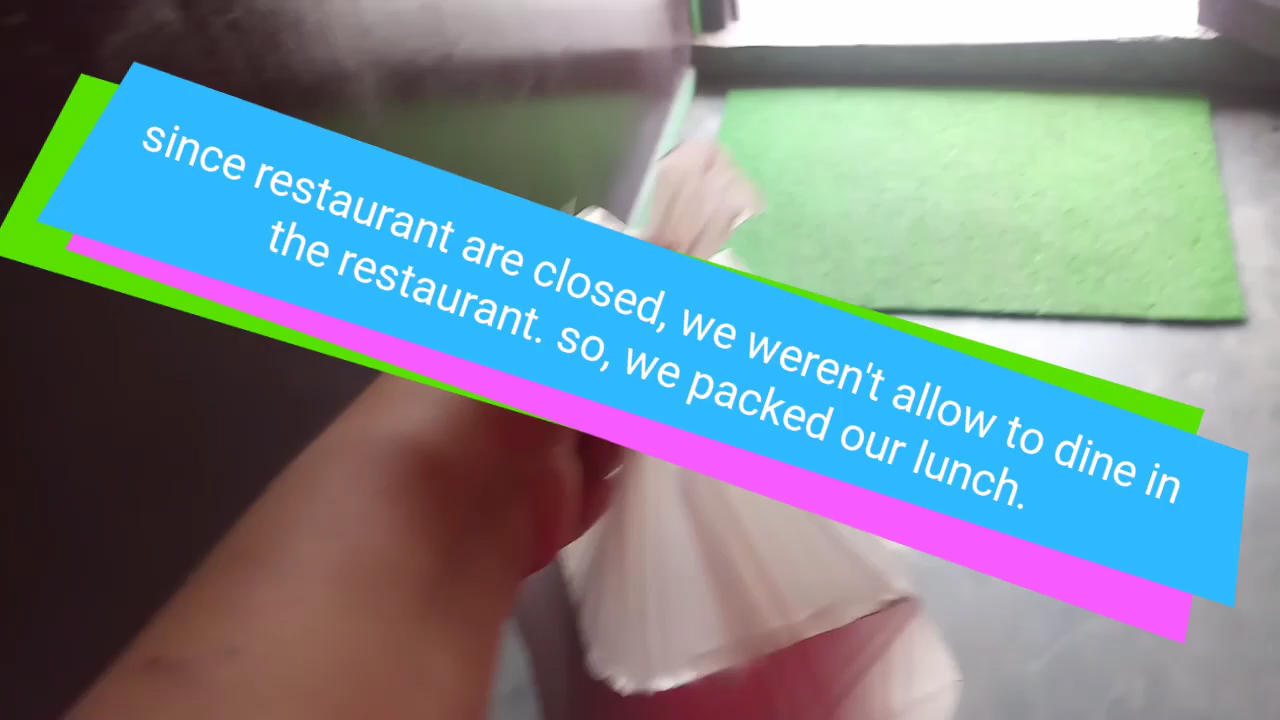 since restaurant are closed, we weren't allow to dine in
the restaurant. so, we packed our lunch.